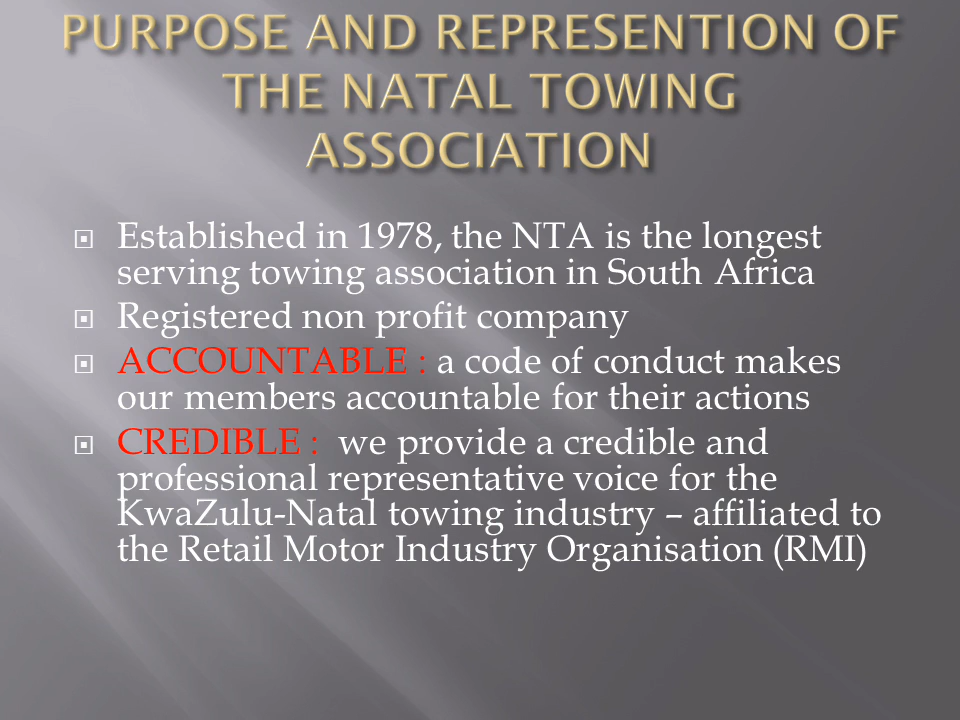 PURPOSE AND REPRESENTION OF
THE NATAL TOWING
ASSOCIATION
Established in 1978, the NTA is the longest
serving towing association in South Africa
Registered non profit company
ACCOUNTABLE : a code of conduct makes
our members accountable for their actions
CREDIBLE : we provide a credible and
professional representative voice for the
KwaZulu-Natal towing industry – affiliated to
the Retail Motor Industry Organisation (RMI)